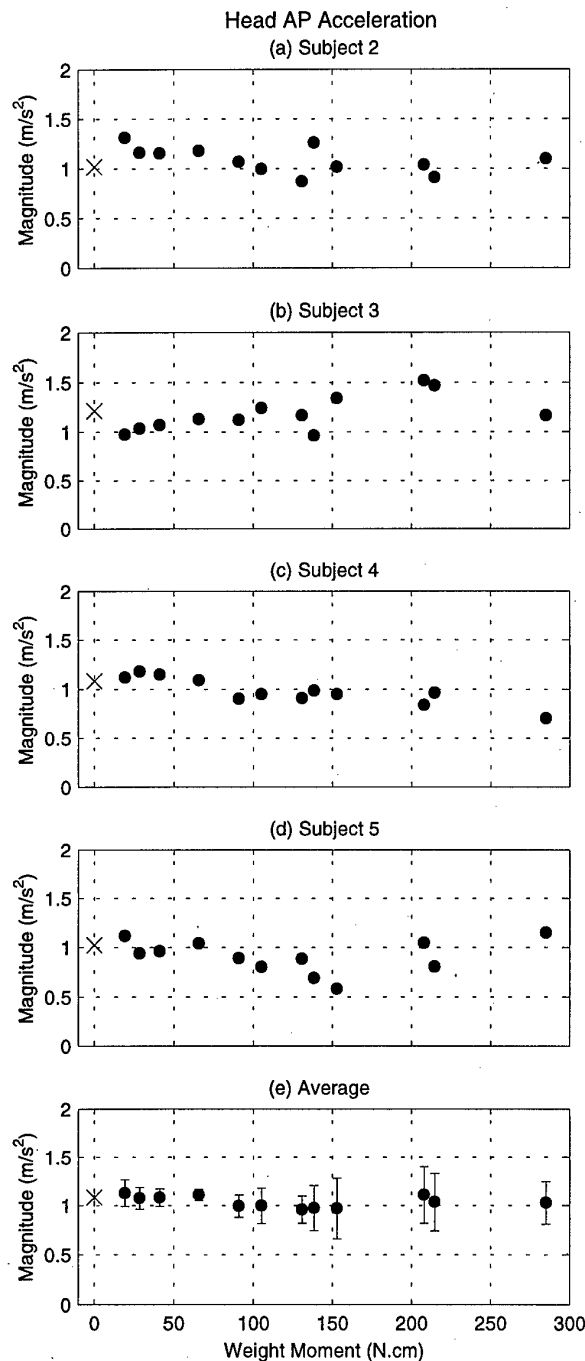 Head AP Acceleration
(a) Subject 2
Magnitude (m/s²)
2
1.5
1
0.5
0
(b) Subject 3
Magnitude (m/s²)
2
1.5
1
0.5
0
(c) Subject 4
Magnitude (m/s²)
2
1.5
1
0.5
0
(d) Subject 5
Magnitude (m/s²)
2
1.5
1
0.5
0
(e) Average
Magnitude (m/s²)
2
1.5
1
0.5
0
0 50 100 150 200 250 300
Weight Moment (N.cm)